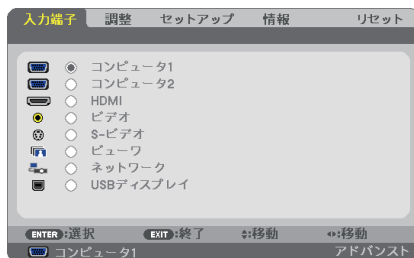 入力端子 調整 セットアップ 情報 リセット
コンピュータ1
コンピュータ2
HDMI
ビデオ
S-ビデオ
ビューワ
ネットワーク
USBディスプレイ
ENTER:選択 EXIT:終了 :移動 :移動
コンピュータ1 アドバンスト